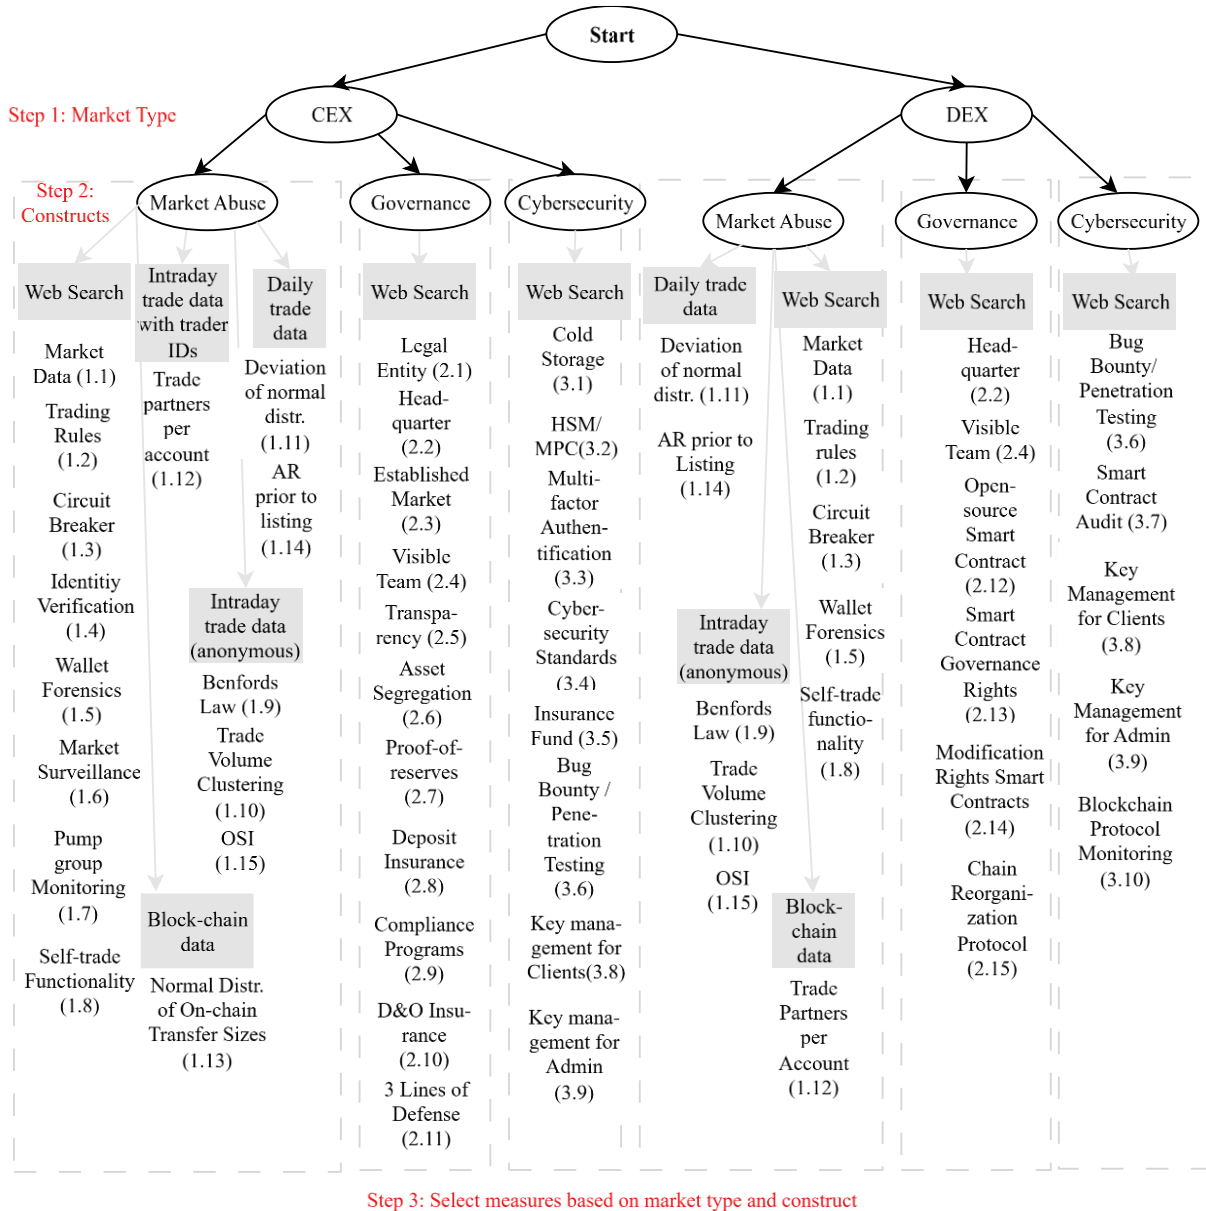 Start
Step 1: Market Type
CEX
DEX
Step 2:
Constructs
Market Abuse
Governance
Cybersecurity
Market Abuse
Governance
Cybersecurity
Web Search
Market
Data (1.1)
Trading
Rules
(1.2)
Circuit
Breaker
(1.3)
Identitiy
Verification
(1.4)
Wallet
Forensics
(1.5)
Market
Surveillance
(1.6)
Pump
group
Monitoring
(1.7)
Self-trade
Functionality
(1.8)
Intraday
trade data
with trader
IDs
Trade
partners
per
account
(1.12)
Daily
trade
data
Deviation
of normal
distr.
(1.11)
AR
prior to
listing
(1.14)
Intraday
trade data
(anonymous)
Benfords
Law (1.9)
Trade
Volume
Clustering
(1.10)
OSI
(1.15)
Block-chain
data
Normal Distr.
of On-chain
Transfer Sizes
(1.13)
Web Search
Legal
Entity (2.1)
Head-
quarter
(2.2)
Established
Market
(2.3)
Visible
Team (2.4)
Transpa-
rency (2.5)
Asset
Segregation
(2.6)
Proof-of-
reserves
(2.7)
Deposit
Insurance
(2.8)
Compliance
Programs
(2.9)
D&O Insu-
rance
(2.10)
3 Lines of
Defense
(2.11)
Web Search
Cold
Storage
(3.1)
HSM/
MPC(3.2)
Multi-
factor
Authen-
tification
(3.3)
Cyber-
security
Standards
(3.4)
Insurance
Fund (3.5)
Bug
Bounty /
Pene-
tration
Testing
(3.6)
Key mana-
gement for
Clients(3.8)
Key mana-
gement for
Admin
(3.9)
Daily trade
data
Deviation
of normal
distr. (1.11)
AR prior to
Listing
(1.14)
Intraday
trade data
(anonymous)
Benfords
Law (1.9)
Trade
Volume
Clustering
(1.10)
OSI
(1.15)
Web Search
Market
Data
(1.1)
Trading
rules
(1.2)
Circuit
Breaker
(1.3)
Wallet
Forensics
(1.5)
Self-trade
functio-
nality
(1.8)
Block-
chain
data
Trade
Partners
per
Account
(1.12)
Web Search
Head-
quarter
(2.2)
Visible
Team (2.4)
Open-
source
Smart
Contract
(2.12)
Smart
Contract
Governance
Rights
(2.13)
Modification
Rights Smart
Contracts
(2.14)
Chain
Reorgani-
zation
Protocol
(2.15)
Web Search
Bug
Bounty/
Penetration
Testing
(3.6)
Smart
Contract
Audit (3.7)
Key
Management
for Clients
(3.8)
Key
Management
for Admin
(3.9)
Blockchain
Protocol
Monitoring
(3.10)
Step 3: Select measures based on market type and construct